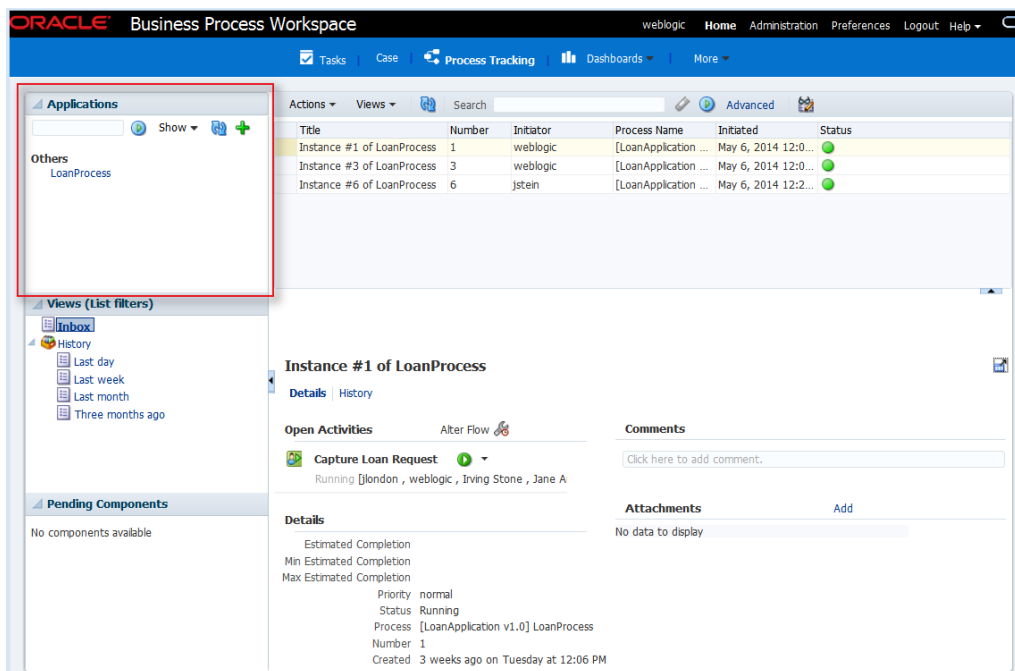 ORACLE Business Process Workspace weblogic Home Administration Preferences Logout Help
Tasks Case Process Tracking Dashboards More
Applications
Show
Others
LoanProcess
Actions Views Search Advanced
Title Number Initiator Process Name Initiated Status
Instance #1 of LoanProcess 1 weblogic [LoanApplication ... May 6, 2014 12:0...
Instance #3 of LoanProcess 3 weblogic [LoanApplication ... May 6, 2014 12:0...
Instance #6 of LoanProcess 6 jstein [LoanApplication ... May 6, 2014 12:2...
Views (List filters)
Inbox
History
Last day
Last week
Last month
Three months ago
Pending Components
No components available
Instance #1 of LoanProcess
Details History
Open Activities Alter Flow
Capture Loan Request
Running [jlondon , weblogic , Irving Stone , Jane A
Details
Estimated Completion
Min Estimated Completion
Max Estimated Completion
Priority normal
Status Running
Process [LoanApplication v1.0] LoanProcess
Number 1
Created 3 weeks ago on Tuesday at 12:06 PM
Comments
Click here to add comment.
Attachments Add
No data to display